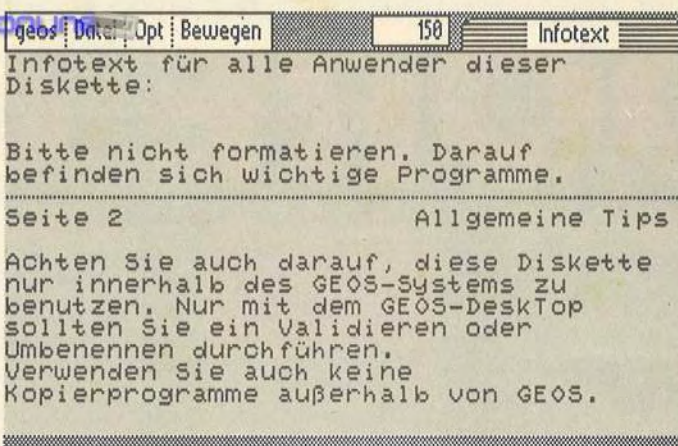 geos Datei Opt Bewegen 150 Infotext
Infotext für alle Anwender dieser
Diskette:
Bitte nicht formatieren. Darauf
befinden sich wichtige Programme.
Seite 2 Allgemeine Tips
Achten Sie auch darauf, diese Diskette
nur innerhalb des GEOS-Systems zu
benutzen. Nur mit dem GEOS-DeskTop
sollten Sie ein Validieren oder
Umbenennen durchführen.
Verwenden Sie auch keine
Kopierprogramme außerhalb von GEOS.